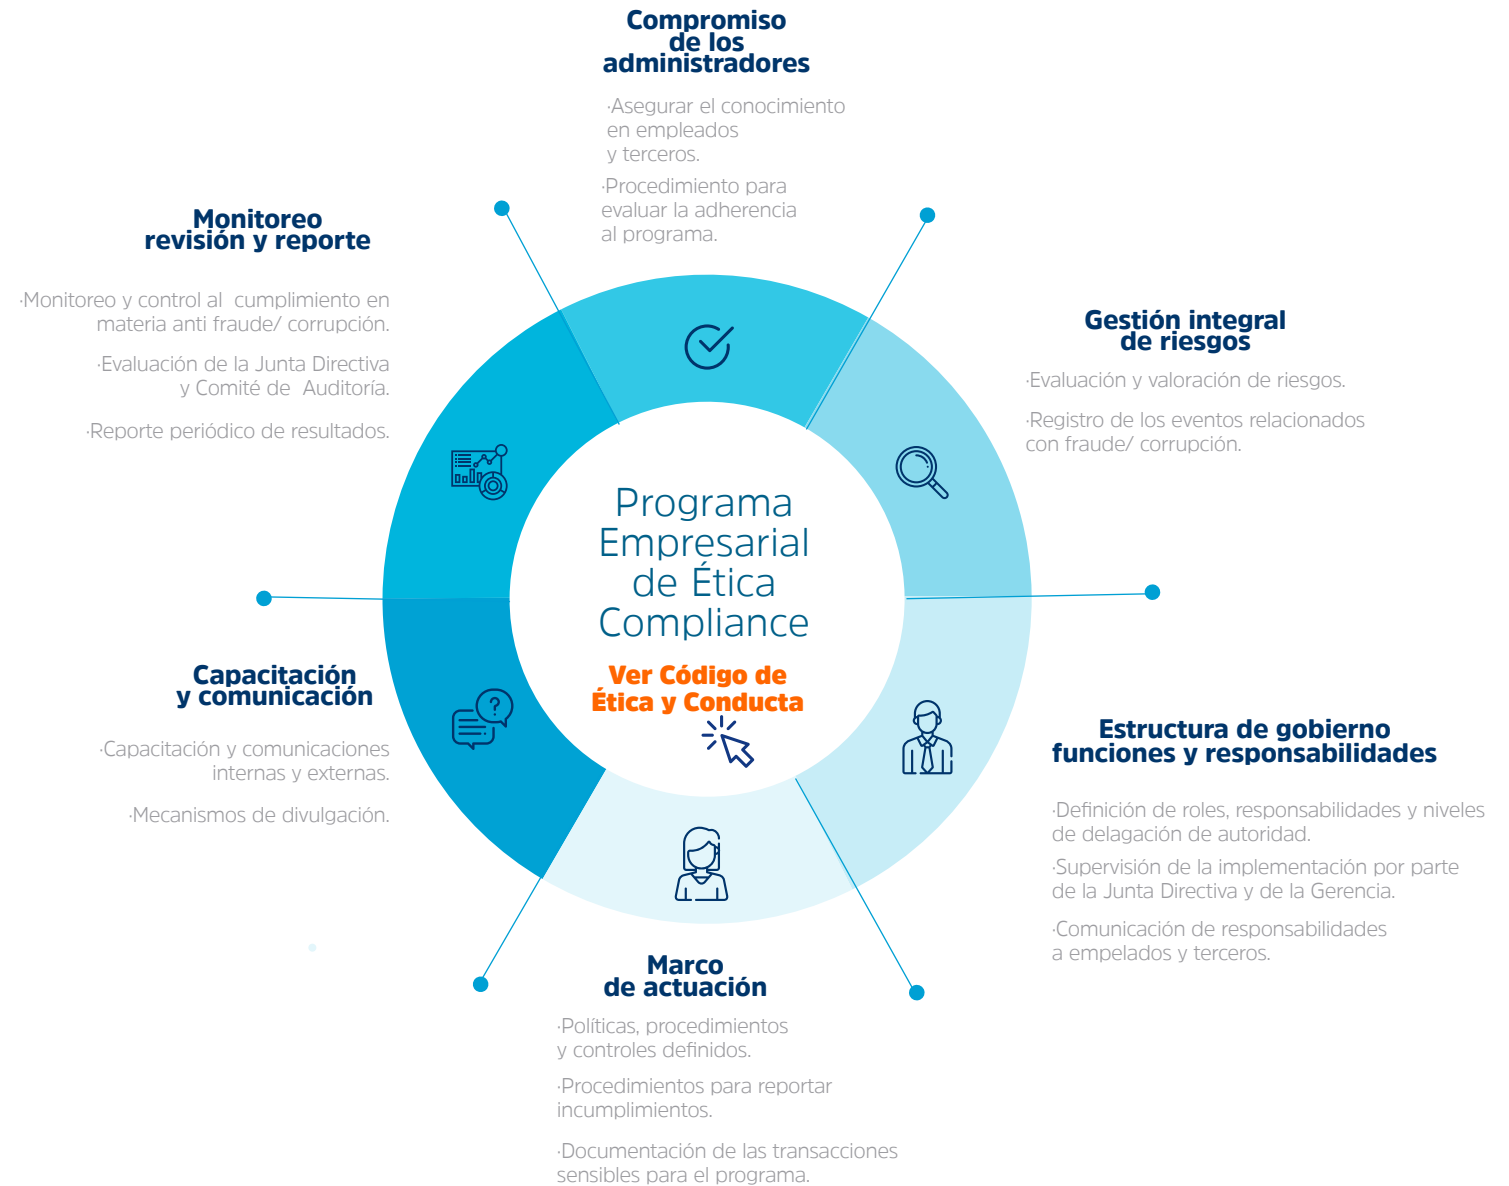 Compromiso
de los
administradores
·Asegurar el conocimiento
en empleados
y terceros.
·Procedimiento para
evaluar la adherencia
al programa.
Monitoreo
revisión y reporte
·Monitoreo y control al cumplimiento en
materia anti fraude/ corrupción.
·Evaluación de la Junta Directiva
y Comité de Auditoría.
·Reporte periódico de resultados.
Gestión integral
de riesgos
·Evaluación y valoración de riesgos.
·Registro de los eventos relacionados
con fraude/ corrupción.
Programa
Empresarial
de Ética
Compliance
Ver Código de
Ética y Conducta
Capacitación
y comunicación
·Capacitación y comunicaciones
internas y externas.
·Mecanismos de divulgación.
?
Estructura de gobierno
funciones y responsabilidades
·Definición de roles, responsabilidades y niveles
de delagación de autoridad.
·Supervisión de la implementación por parte
de la Junta Directiva y de la Gerencia.
·Comunicación de responsabilidades
a empelados y terceros.
Marco
de actuación
·Políticas, procedimientos
y controles definidos.
·Procedimientos para reportar
incumplimientos.
·Documentación de las transacciones
sensibles para el programa.